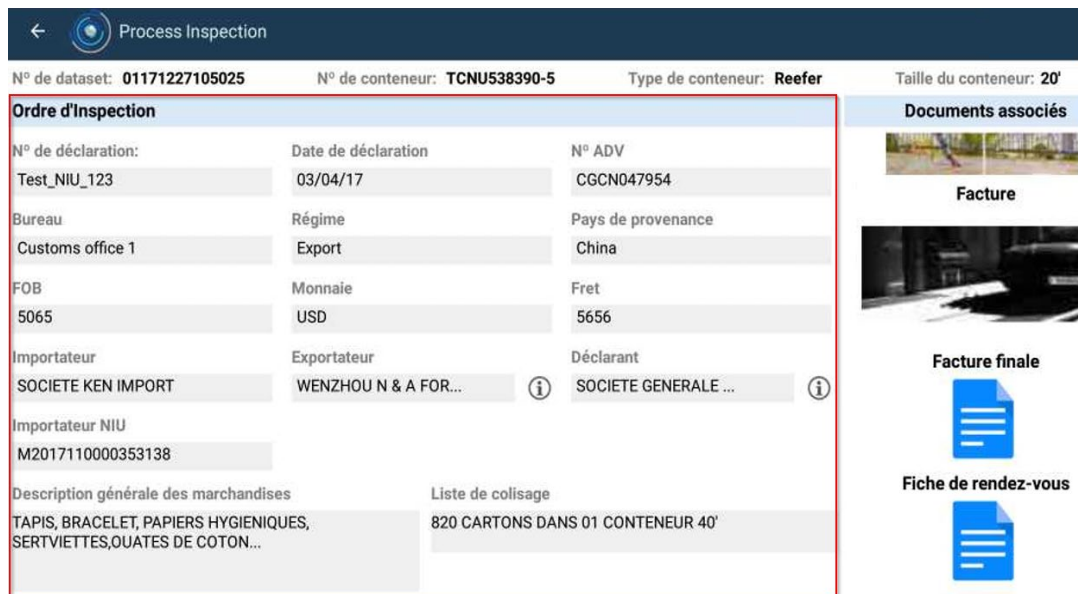 Process Inspection
Nº de dataset: 01171227105025 Nº de conteneur: TCNU538390-5 Type de conteneur: Reefer Taille du conteneur: 20'
Ordre d'Inspection
Documents associés
Nº de déclaration: Date de déclaration Nº ADV
Test_NIU_123 03/04/17 CGCN047954
Facture
Bureau Régime Pays de provenance
Customs office 1 Export China
FOB Monnaie Fret
5065 USD 5656
Importateur Exportateur Déclarant
Facture finale
SOCIETE KEN IMPORT WENZHOU N & A FOR... SOCIETE GENERALE ...
Importateur NIU
M2017110000353138
Fiche de rendez-vous
Description générale des marchandises Liste de colisage
TAPIS, BRACELET, PAPIERS HYGIENIQUES, 820 CARTONS DANS 01 CONTENEUR 40'
SERTVIETTES,OUATES DE COTON...